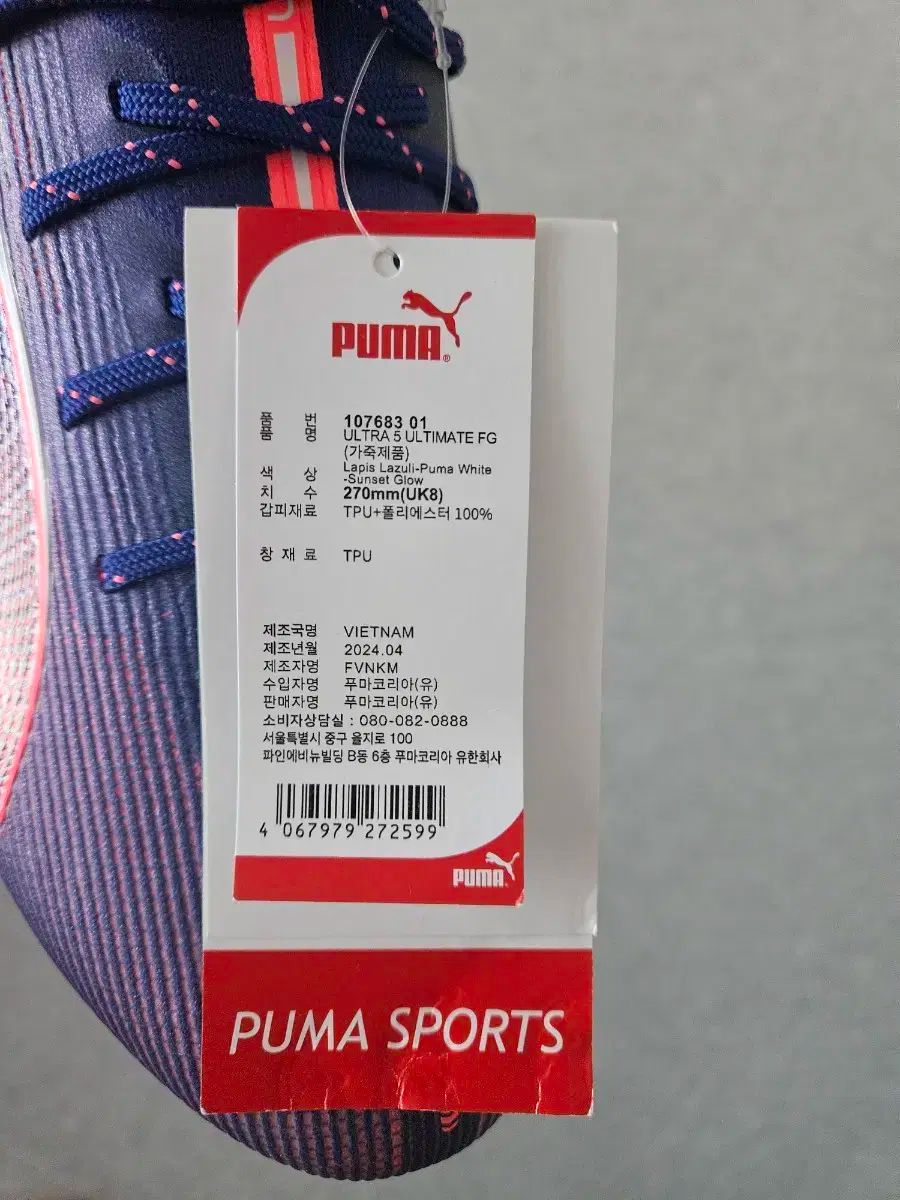 PUMA
품 번 107683 01
품 명 ULTRA 5 ULTIMATE FG
(가죽제품)
색 상 Lapis Lazuli-Puma White
-Sunset Glow
치 수 270mm(UK8)
갑피재료 TPU+폴리에스터 100%
창 재 료 TPU
제조국명 VIETNAM
제조년월 2024.04
제조자명 FVNKM
수입자명 푸마코리아(유)
판매자명 푸마코리아(유)
소비자상담실 : 080-082-0888
서울특별시 중구 을지로 100
파인에비뉴빌딩 B동 6층 푸마코리아 유한회사
4 067979 272599
PUMA
PUMA SPORTS